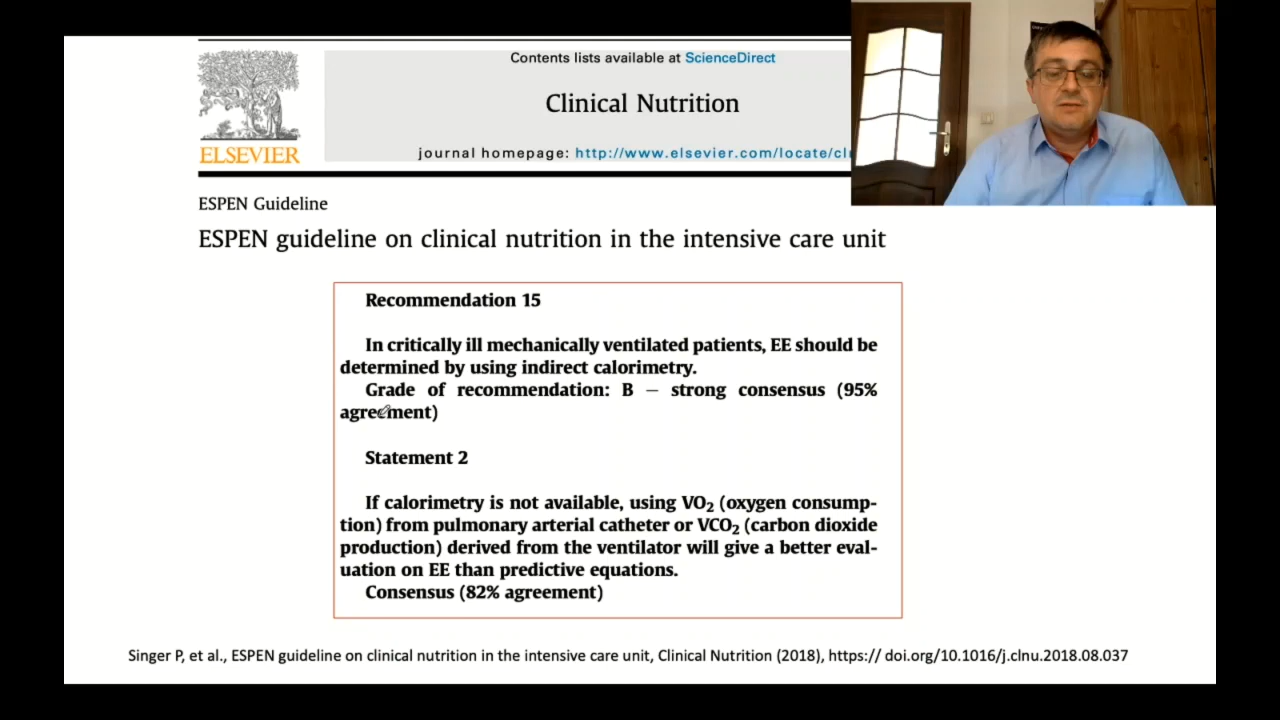 Contents lists available at ScienceDirect
Clinical Nutrition
ELSEVIER
journal homepage: http://www.elsevier.com/locate/cl
ESPEN Guideline
ESPEN guideline on clinical nutrition in the intensive care unit
Recommendation 15
In critically ill mechanically ventilated patients, EE should be
determined by using indirect calorimetry.
Grade of recommendation: B – strong consensus (95%
agreement)
Statement 2
If calorimetry is not available, using VO₂ (oxygen consump-
tion) from pulmonary arterial catheter or VCO₂ (carbon dioxide
production) derived from the ventilator will give a better eval-
uation on EE than predictive equations.
Consensus (82% agreement)
Singer P, et al., ESPEN guideline on clinical nutrition in the intensive care unit, Clinical Nutrition (2018), https:// doi.org/10.1016/j.clnu.2018.08.037